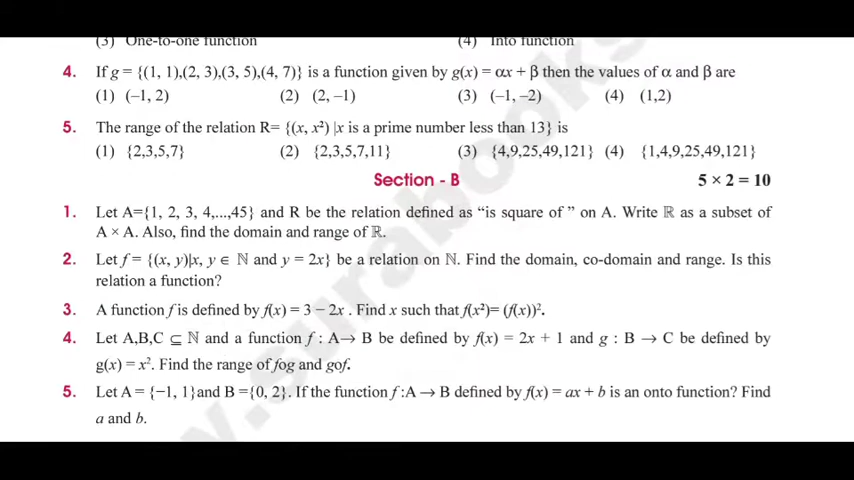 (3) One-to-one function (4) Into function
4. If g = {(1, 1),(2, 3),(3, 5),(4, 7)} is a function given by g(x) = αx + β then the values of α and β are
(1) (–1, 2) (2) (2, –1) (3) (–1, –2) (4) (1,2)
5. The range of the relation R= {(x, x²) |x is a prime number less than 13} is
(1) {2,3,5,7} (2) {2,3,5,7,11} (3) {4,9,25,49,121} (4) {1,4,9,25,49,121}
Section - B 5 × 2 = 10
1. Let A={1, 2, 3, 4,...,45} and R be the relation defined as “is square of ” on A. Write ℝ as a subset of
A × A. Also, find the domain and range of ℝ.
2. Let f = {(x, y)|x, y ∈ ℕ and y = 2x} be a relation on ℕ. Find the domain, co-domain and range. Is this
relation a function?
3. A function f is defined by f(x) = 3 − 2x . Find x such that f(x²)= (f(x))².
4. Let A,B,C ⊆ ℕ and a function f : A→ B be defined by f(x) = 2x + 1 and g : B → C be defined by
g(x) = x². Find the range of fog and gof.
5. Let A = {−1, 1}and B ={0, 2}. If the function f :A → B defined by f(x) = ax + b is an onto function? Find
a and b.